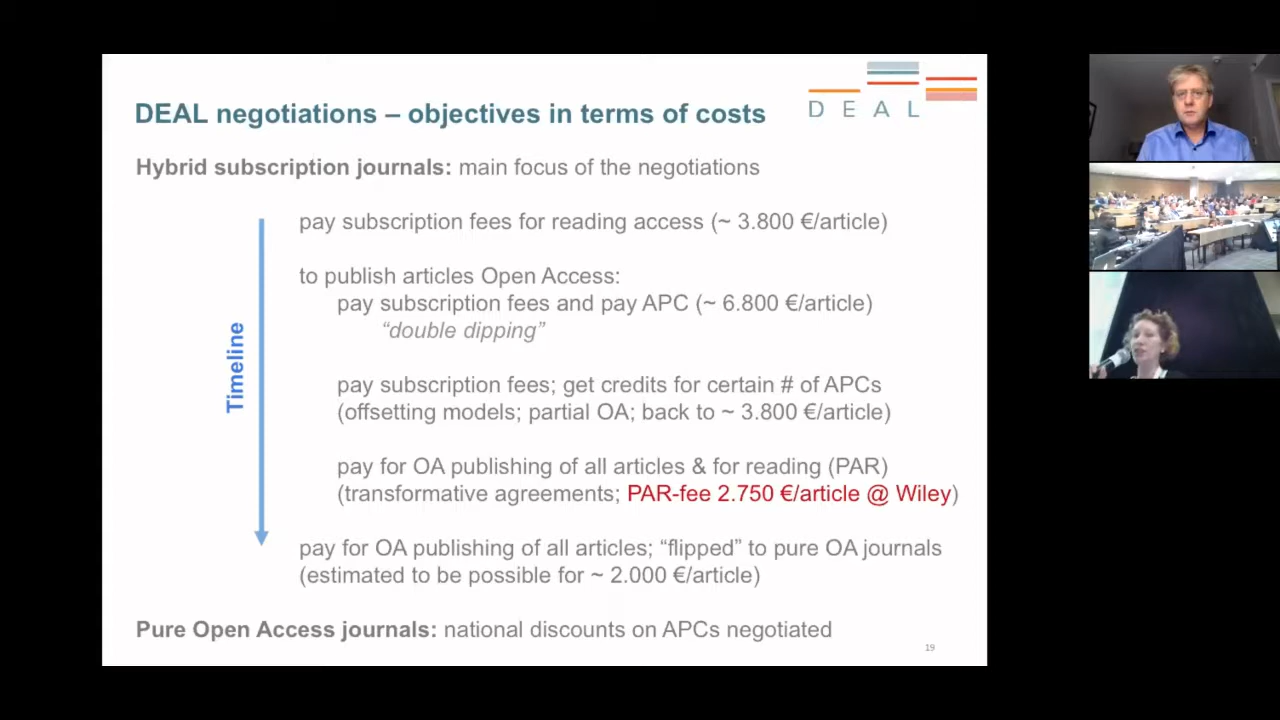 DEAL negotiations – objectives in terms of costs
D E A L
Hybrid subscription journals: main focus of the negotiations
Timeline
pay subscription fees for reading access (~ 3.800 €/article)
to publish articles Open Access:
pay subscription fees and pay APC (~ 6.800 €/article)
“double dipping”
pay subscription fees; get credits for certain # of APCs
(offsetting models; partial OA; back to ~ 3.800 €/article)
pay for OA publishing of all articles & for reading (PAR)
(transformative agreements; PAR-fee 2.750 €/article @ Wiley)
pay for OA publishing of all articles; “flipped” to pure OA journals
(estimated to be possible for ~ 2.000 €/article)
Pure Open Access journals: national discounts on APCs negotiated
19